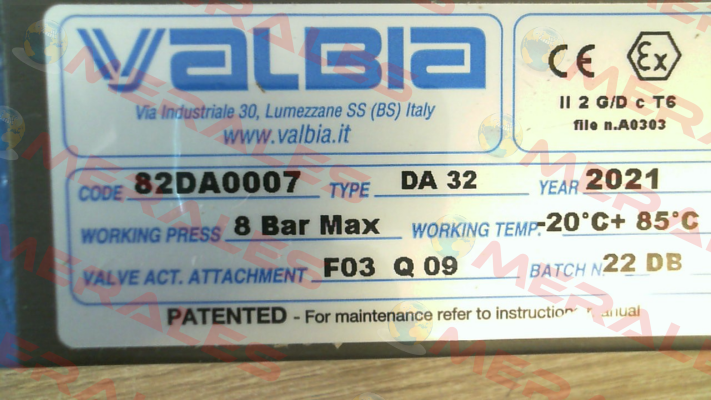 VALBIA
Via Industriale 30, Lumezzane SS (BS) Italy
www.valbia.it
CE Ex
II 2 G/D c T6
file n.A0303
CODE 82DA0007 TYPE DA 32 YEAR 2021
WORKING PRESS 8 Bar Max WORKING TEMP. -20°C+ 85°C
VALVE ACT. ATTACHMENT F03 Q 09 BATCH N 22 DB
PATENTED - For maintenance refer to instruction manual
MERALES